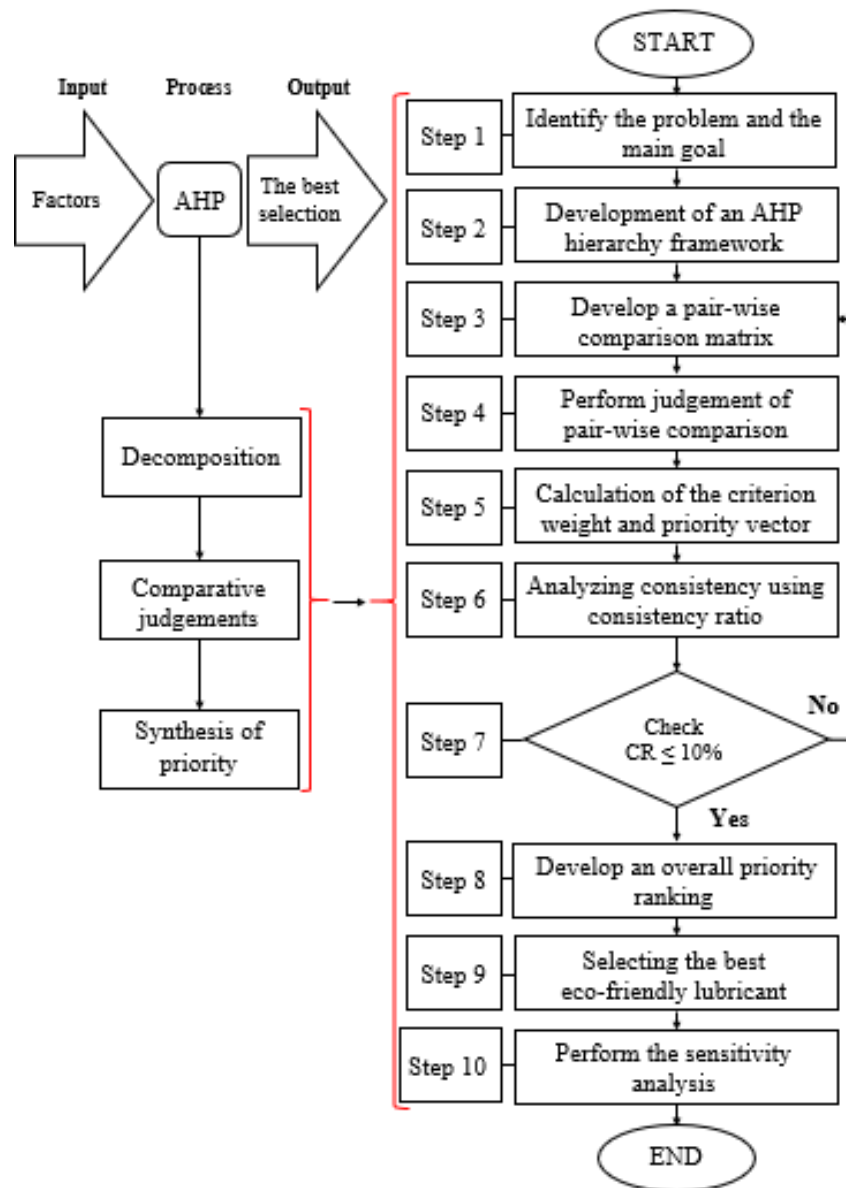 Input
Process
Output
Factors
AHP
The best
selection
Decomposition
Comparative
judgements
Synthesis of
priority
START
Step 1
Identify the problem and the
main goal
Step 2
Development of an AHP
hierarchy framework
Step 3
Develop a pair-wise
comparison matrix
Step 4
Perform judgement of
pair-wise comparison
Step 5
Calculation of the criterion
weight and priority vector
Step 6
Analyzing consistency using
consistency ratio
Step 7
Check
CR ≤ 10%
No
Yes
Step 8
Develop an overall priority
ranking
Step 9
Selecting the best
eco-friendly lubricant
Step 10
Perform the sensitivity
analysis
END